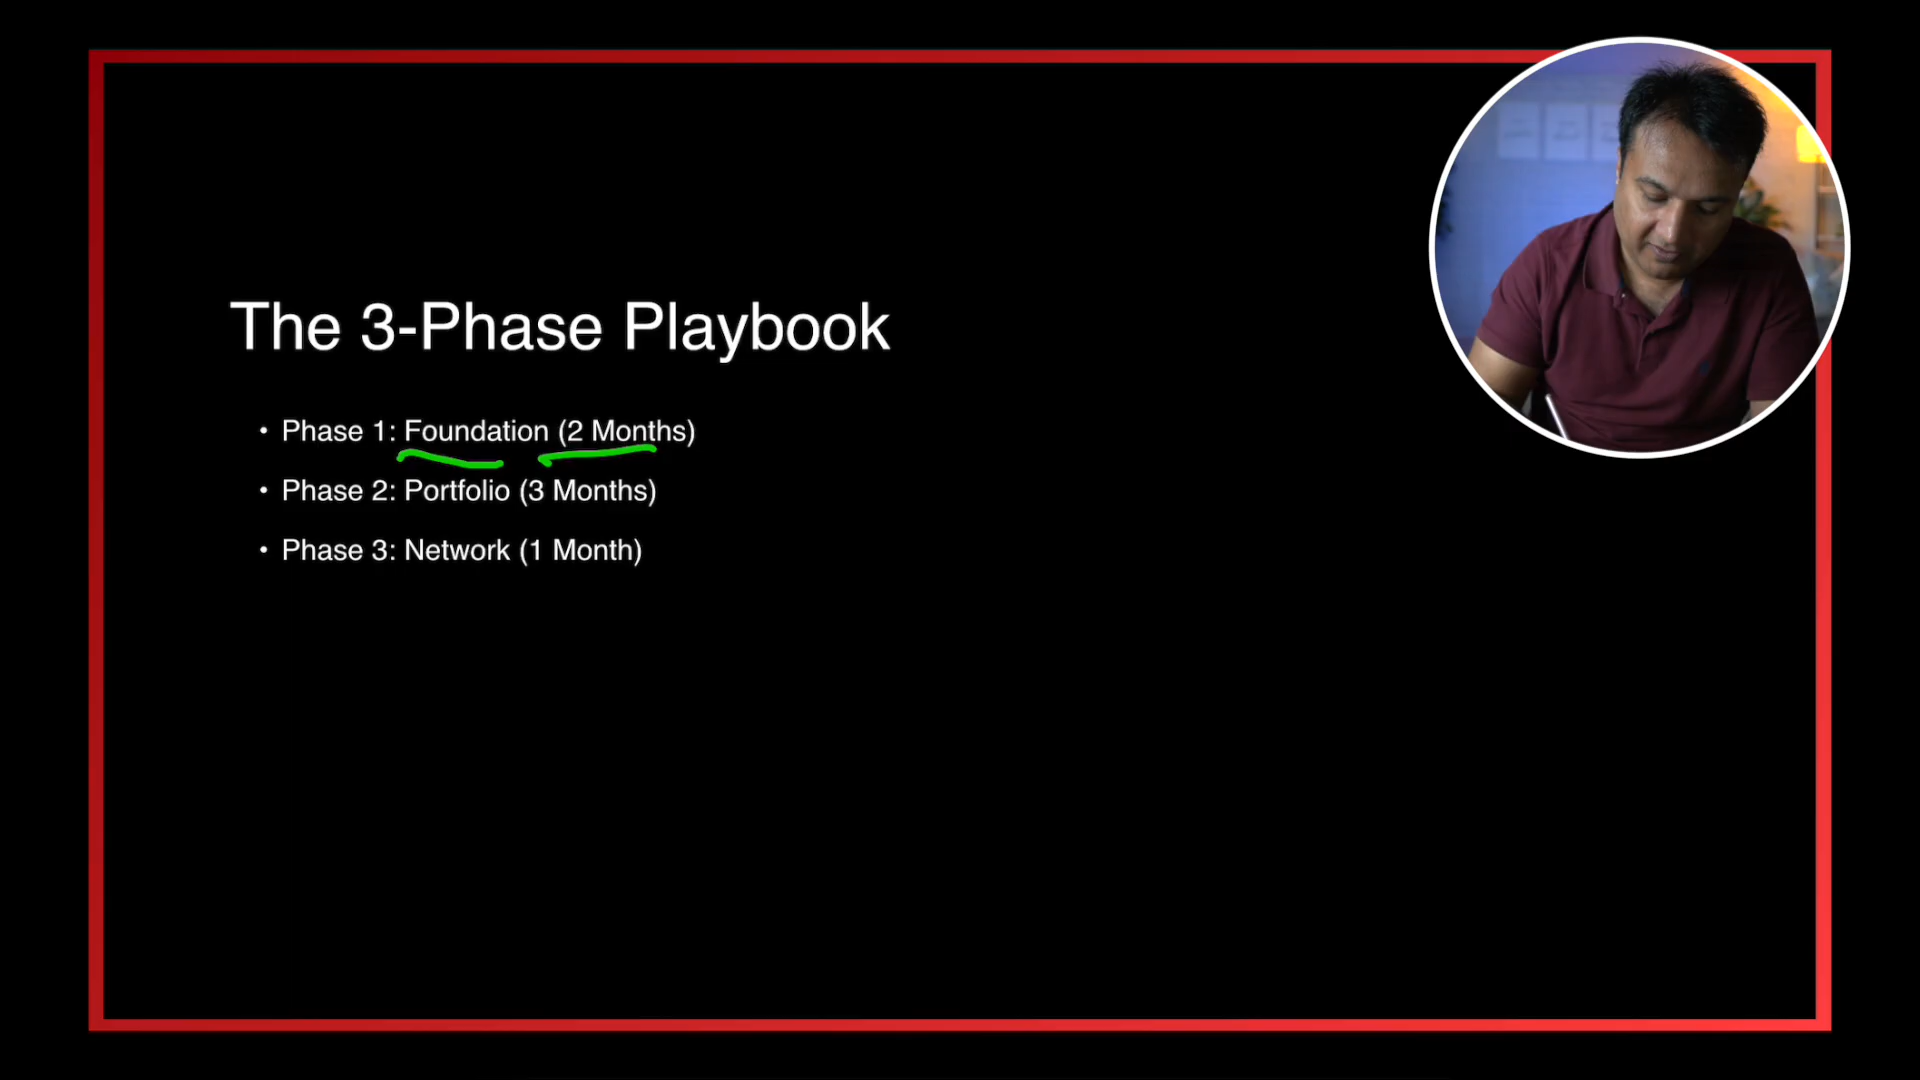 The 3-Phase Playbook
• Phase 1: Foundation (2 Months)
• Phase 2: Portfolio (3 Months)
• Phase 3: Network (1 Month)